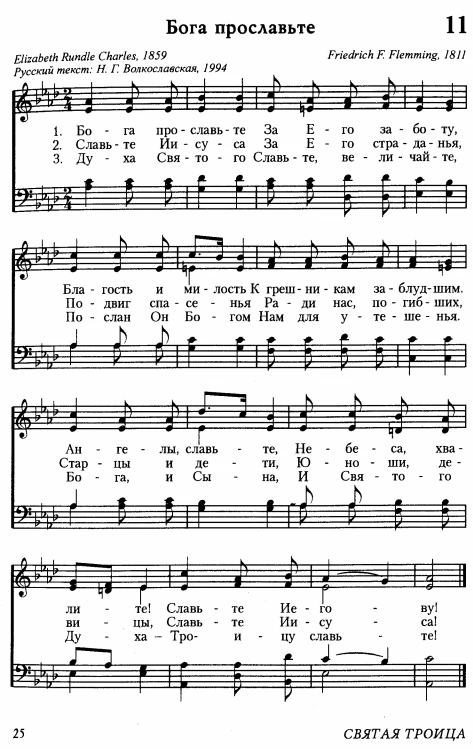 Бога прославьте 11
Elizabeth Rundle Charles, 1859 Friedrich F. Flemming, 1811
Русский текст: Н. Г. Волкославская, 1994
1. Бо - га про - славь - те За Е - го за - бо - ту,
2. Славь - те Ии - су - са За Е - го стра - да - нья,
3. Ду - ха Свя - то - го Славь - те, ве - ли - чай - те,
Бла - гость и ми - лость К греш - ни - кам за - блуд - шим.
По - двиг спа - се - нья Ра - ди нас, по - гиб - ших,
По - слан Он Бо - гом Нам для у - те - ше - нья.
Ан - ге - лы, славь - те, Не - бе - са, хва -
Стар - цы и де - ти, Ю - но - ши, де -
Бо - га, и Сы - на, И Свя - то - го
ли - те! Славь - те Ие - го - ву!
ви - цы, Славь - те Ии - су - са!
Ду - ха — Тро - и - цу славь - те!
25 СВЯТАЯ ТРОИЦА